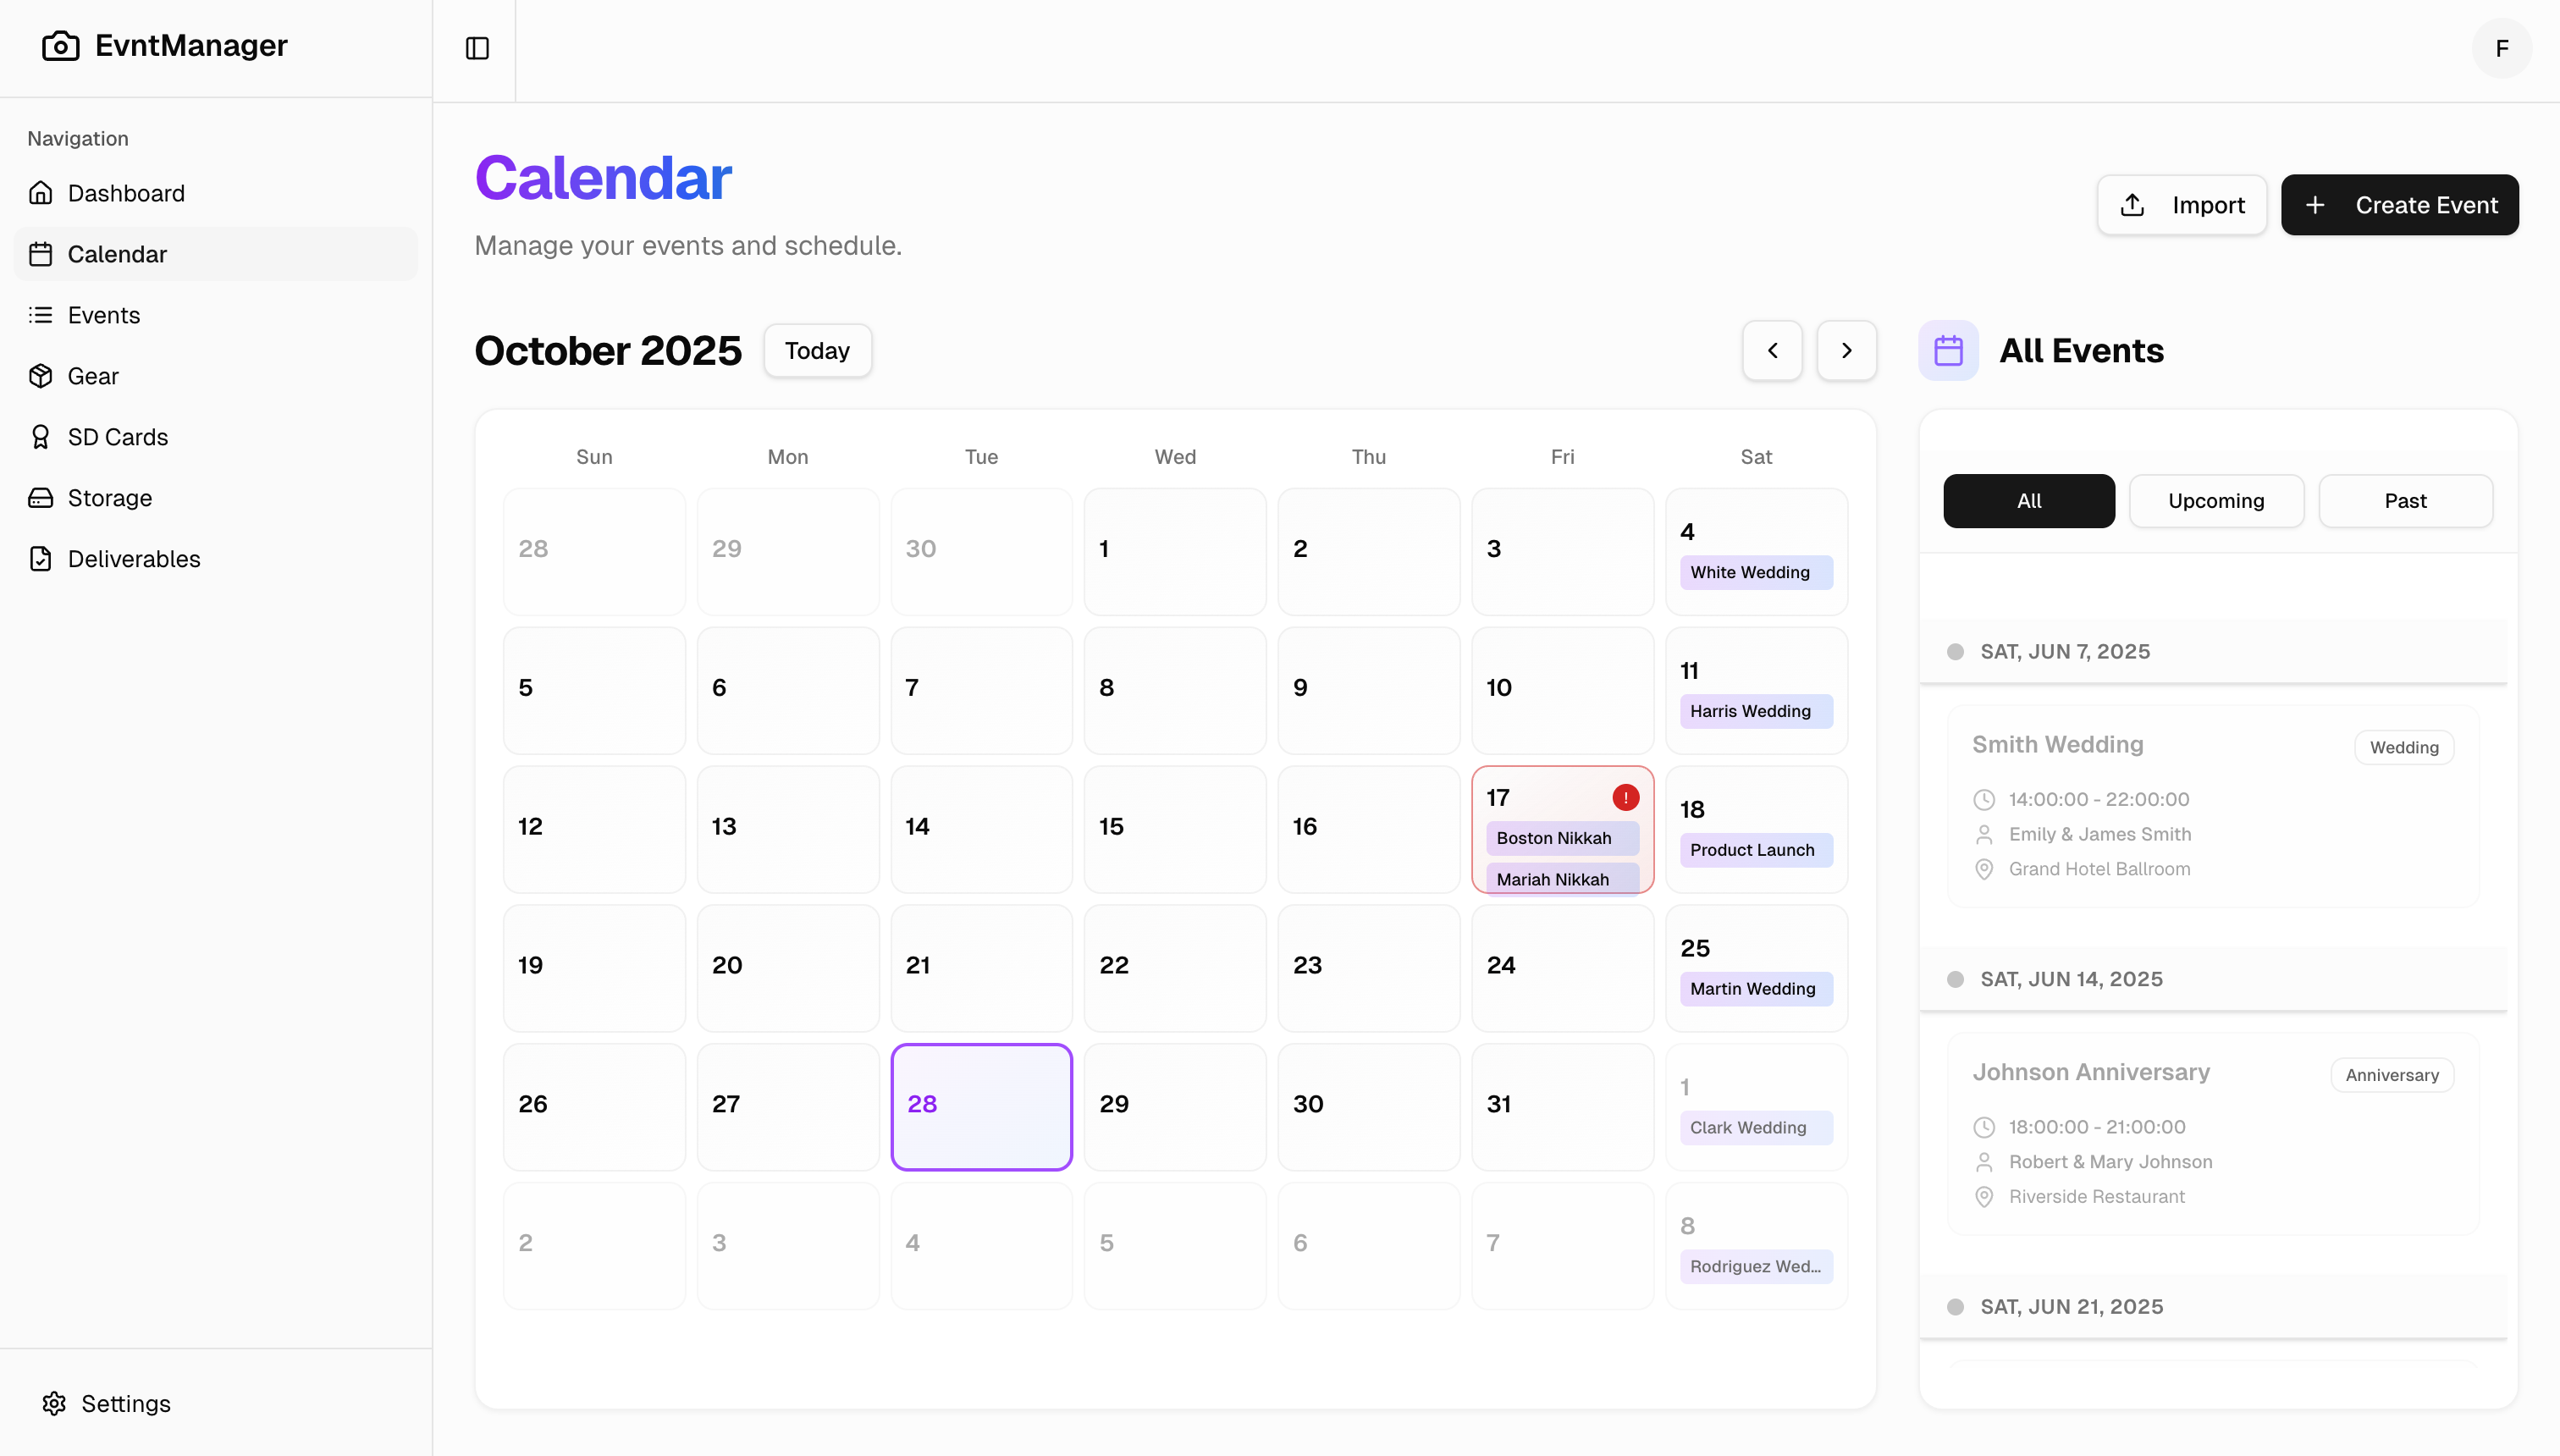 EvntManager
F
Navigation
Dashboard
Calendar
Events
Gear
SD Cards
Storage
Deliverables
Settings
Calendar
Manage your events and schedule.
Import
Create Event
October 2025
Today
Sun Mon Tue Wed Thu Fri Sat
28 29 30 1 2 3 4
White Wedding
5 6 7 8 9 10 11
Harris Wedding
12 13 14 15 16 17 ! 18
Boston Nikkah
Mariah Nikkah
Product Launch
19 20 21 22 23 24 25
Martin Wedding
26 27 28 29 30 31 1
Clark Wedding
2 3 4 5 6 7 8
Rodriguez Wed...
All Events
All
Upcoming
Past
SAT, JUN 7, 2025
Smith Wedding
Wedding
14:00:00 - 22:00:00
Emily & James Smith
Grand Hotel Ballroom
SAT, JUN 14, 2025
Johnson Anniversary
Anniversary
18:00:00 - 21:00:00
Robert & Mary Johnson
Riverside Restaurant
SAT, JUN 21, 2025